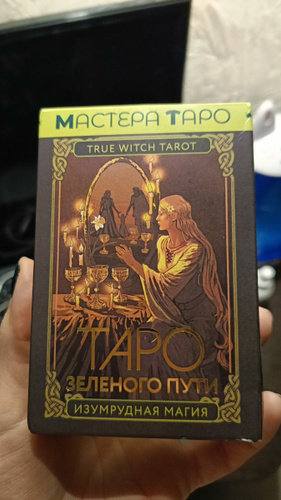 МАСТЕРА ТАРО
TRUE WITCH TAROT
ТАРО
ЗЕЛЕНОГО ПУТИ
ИЗУМРУДНАЯ МАГИЯ